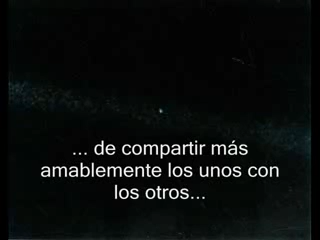 ... de compartir más
amablemente los unos con
los otros...